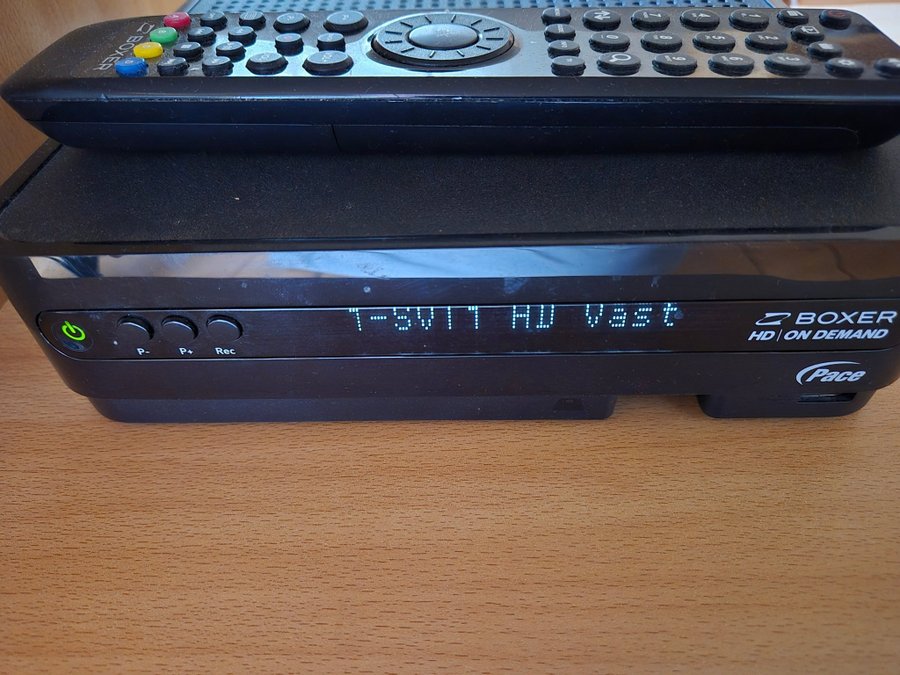 BOXER
1-SVT1 HD Väst
BOXER
HD | ON DEMAND
P- P+ Rec
Pace